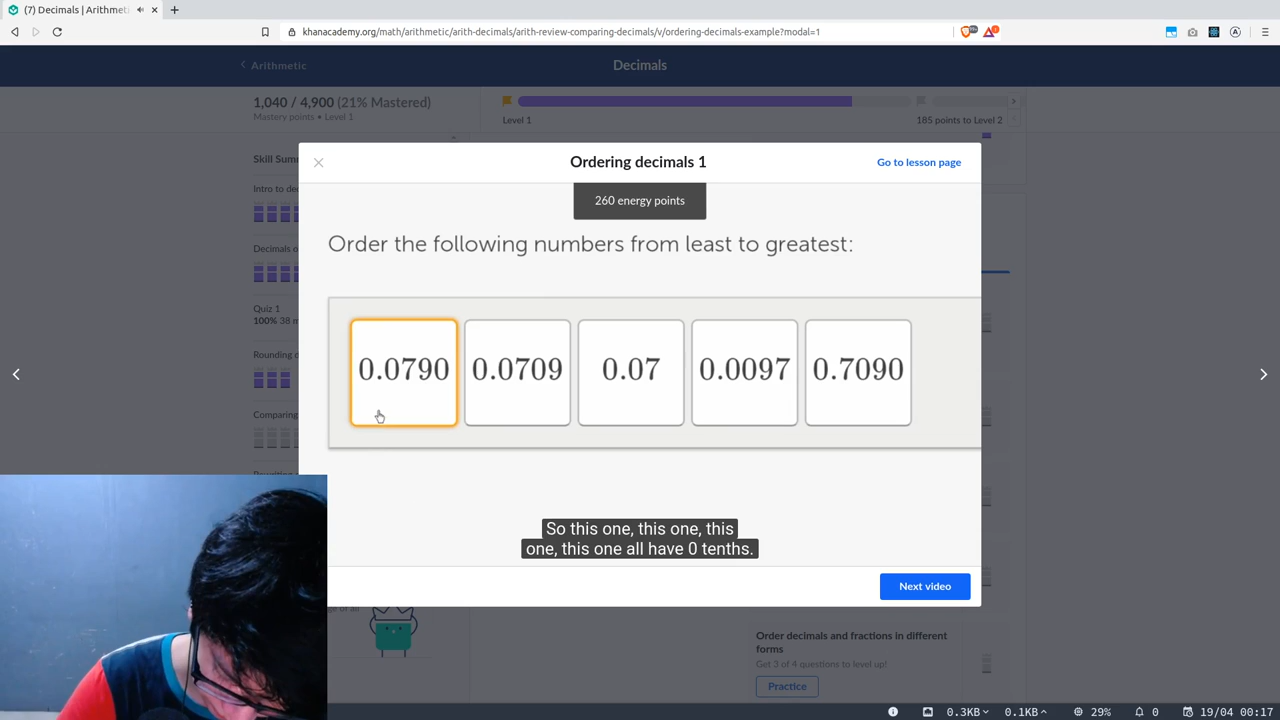 (7) Decimals | Arithmeti
khanacademy.org/math/arithmetic/arith-decimals/arith-review-comparing-decimals/v/ordering-decimals-example?modal=1
Arithmetic
Decimals
1,040 / 4,900 (21% Mastered)
Mastery points • Level 1
Level 1
185 points to Level 2
Skill Sum
Ordering decimals 1
Go to lesson page
Intro to de
260 energy points
Order the following numbers from least to greatest:
Decimals o
Quiz 1
100% 38 m
Rounding d
0.0790 0.0709 0.07 0.0097 0.7090
Comparing
So this one, this one, this
one, this one all have 0 tenths.
Next video
Order decimals and fractions in different
forms
Get 3 of 4 questions to level up!
Practice
0.3KB 0.1KB 29% 0 19/04 00:17